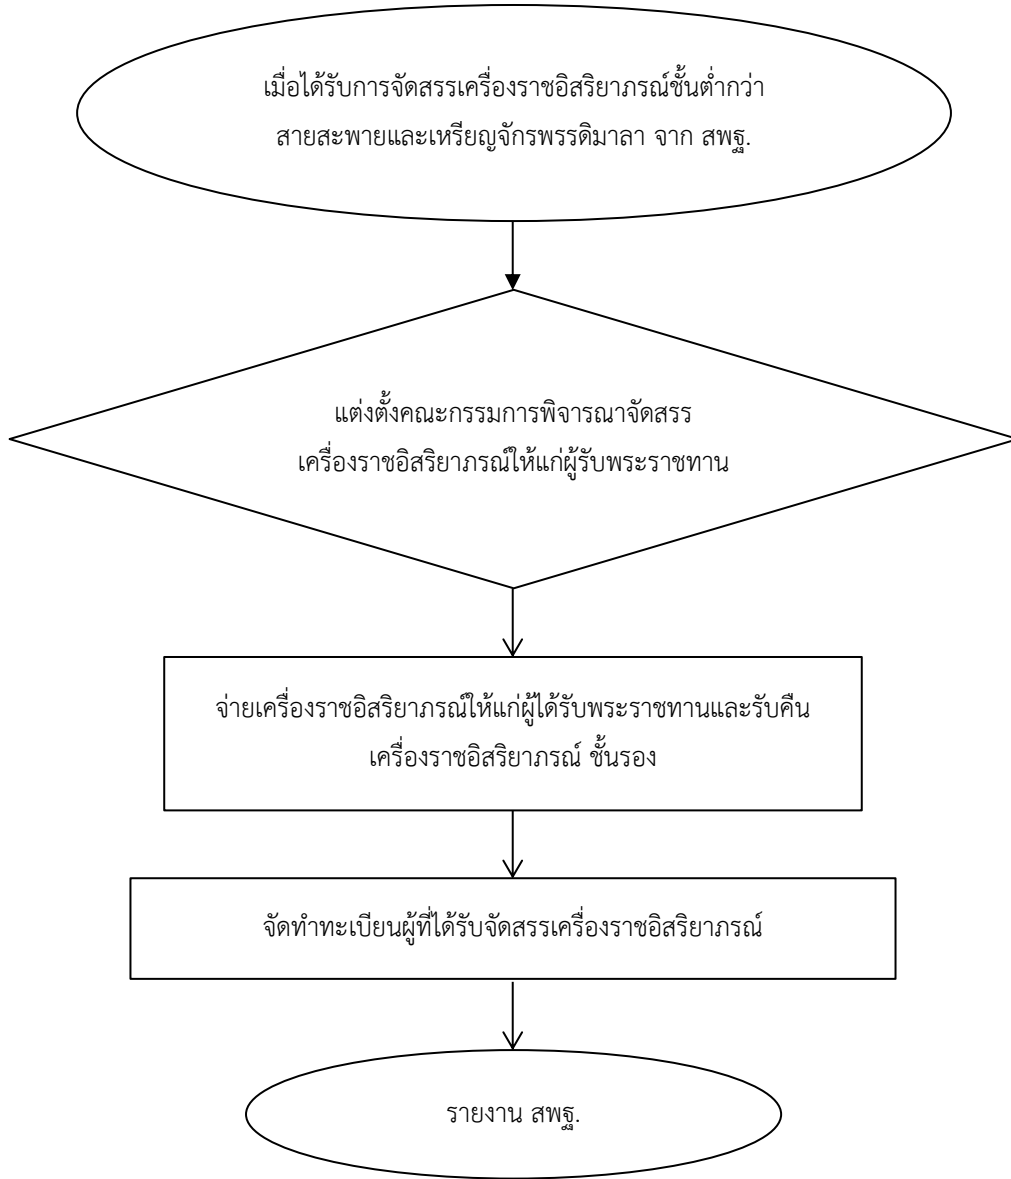 เมื่อได้รับการจัดสรรเครื่องราชอิสริยาภรณ์ชั้นต่ำกว่า
สายสะพายและเหรียญจักรพรรดิมาลา จาก สพฐ.
แต่งตั้งคณะกรรมการพิจารณาจัดสรร
เครื่องราชอิสริยาภรณ์ให้แก่ผู้รับพระราชทาน
จ่ายเครื่องราชอิสริยาภรณ์ให้แก่ผู้ได้รับพระราชทานและรับคืน
เครื่องราชอิสริยาภรณ์ ชั้นรอง
จัดทำทะเบียนผู้ที่ได้รับจัดสรรเครื่องราชอิสริยาภรณ์
รายงาน สพฐ.